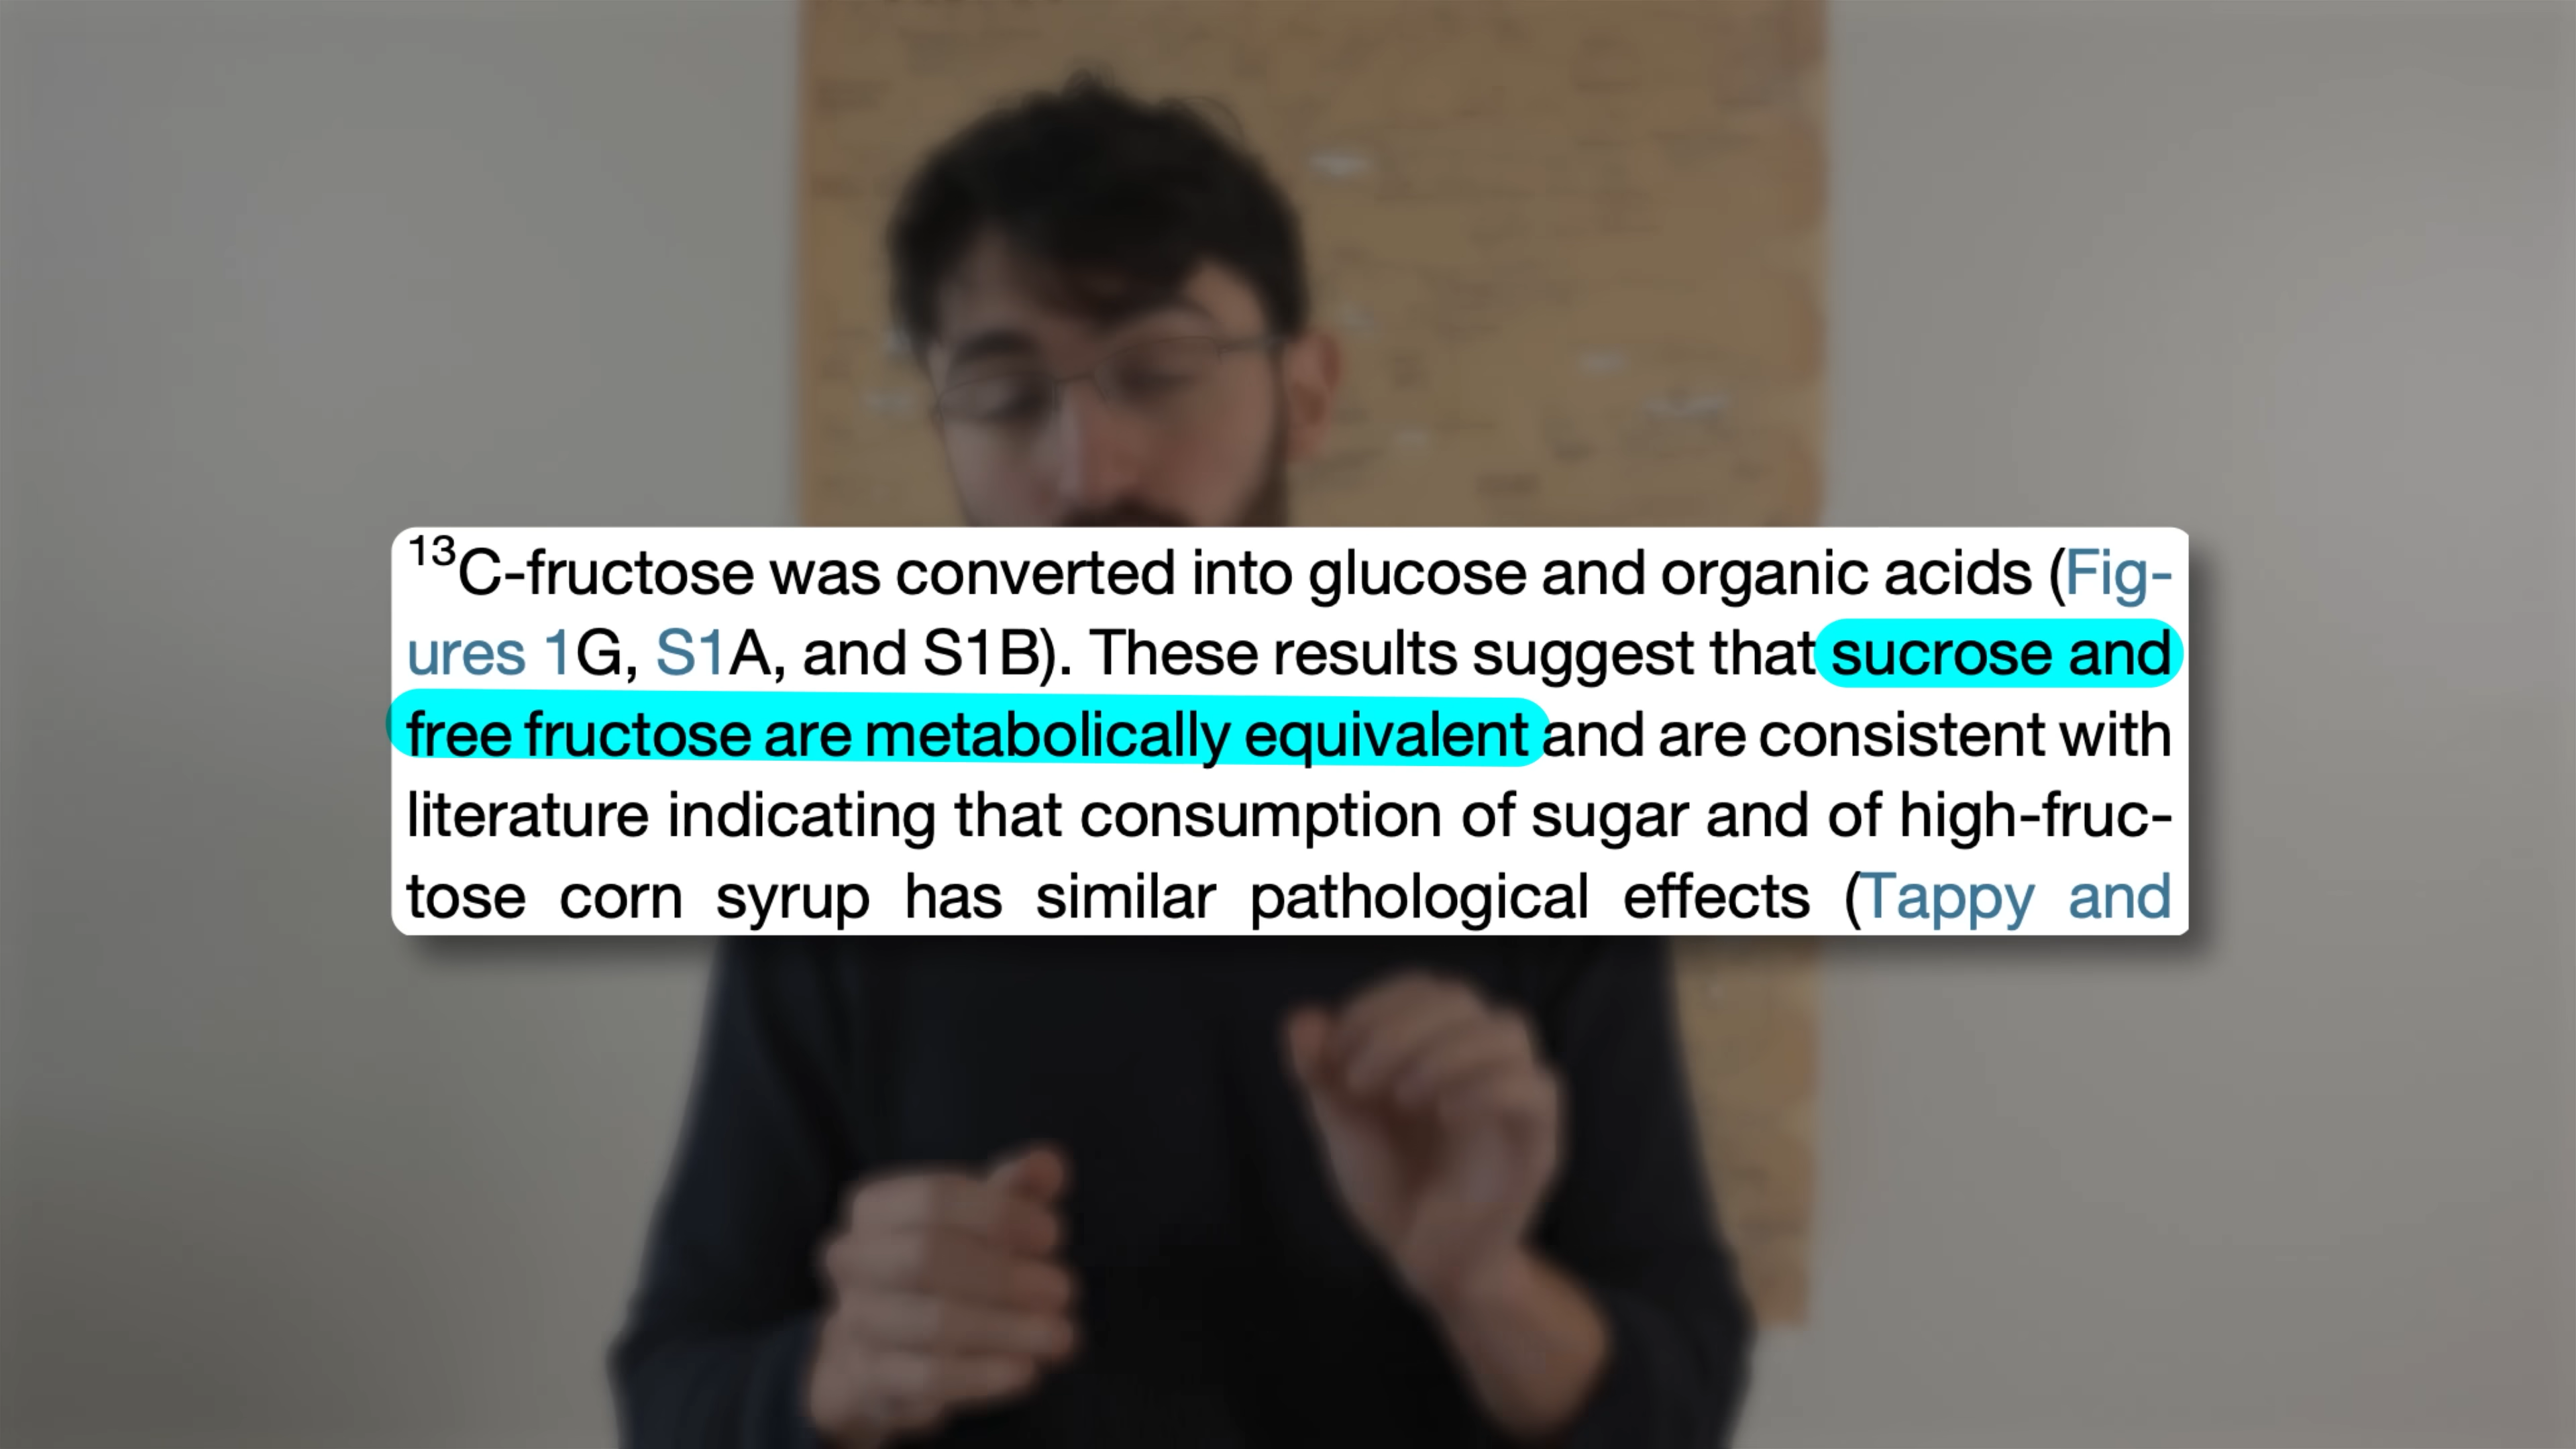 ¹³C-fructose was converted into glucose and organic acids (Fig-
ures 1G, S1A, and S1B). These results suggest that sucrose and
free fructose are metabolically equivalent and are consistent with
literature indicating that consumption of sugar and of high-fruc-
tose corn syrup has similar pathological effects (Tappy and